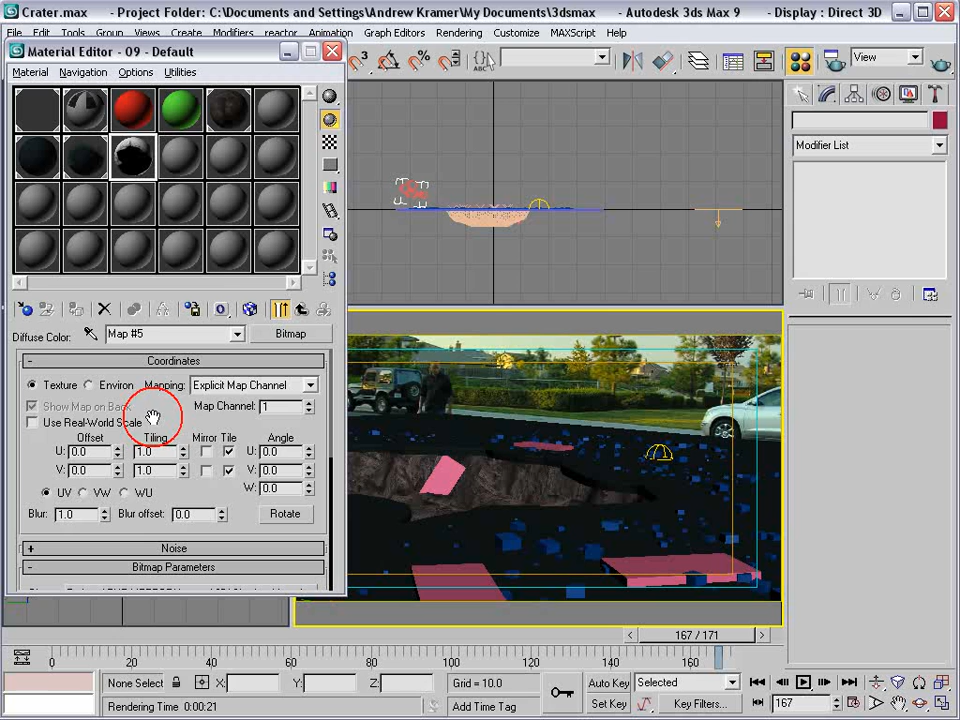 Crater.max - Project Folder: C:\Documents and Settings\Andrew Kramer\My Documents\3dsmax - Autodesk 3ds Max 9 - Display : Direct 3D
File Edit Tools Group Views Create Modifiers reactor Animation Graph Editors Rendering Customize MAXScript Help
Material Editor - 09 - Default
Material Navigation Options Utilities
View
Modifier List
Diffuse Color: Map #5 Bitmap
- Coordinates
Texture Environ Mapping: Explicit Map Channel
Show Map on Back Map Channel: 1
Use Real-World Scale
Offset Tiling Mirror Tile Angle
U: 0.0 1.0 U: 0.0
V: 0.0 1.0 V: 0.0
W: 0.0
UV VW WU
Blur: 1.0 Blur offset: 0.0 Rotate
+ Noise
- Bitmap Parameters
167 / 171
0 20 40 60 80 100 120 140 160
None Select X: Y: Z: Grid = 10.0 Auto Key Selected
Rendering Time 0:00:21 Add Time Tag Set Key Key Filters... 167